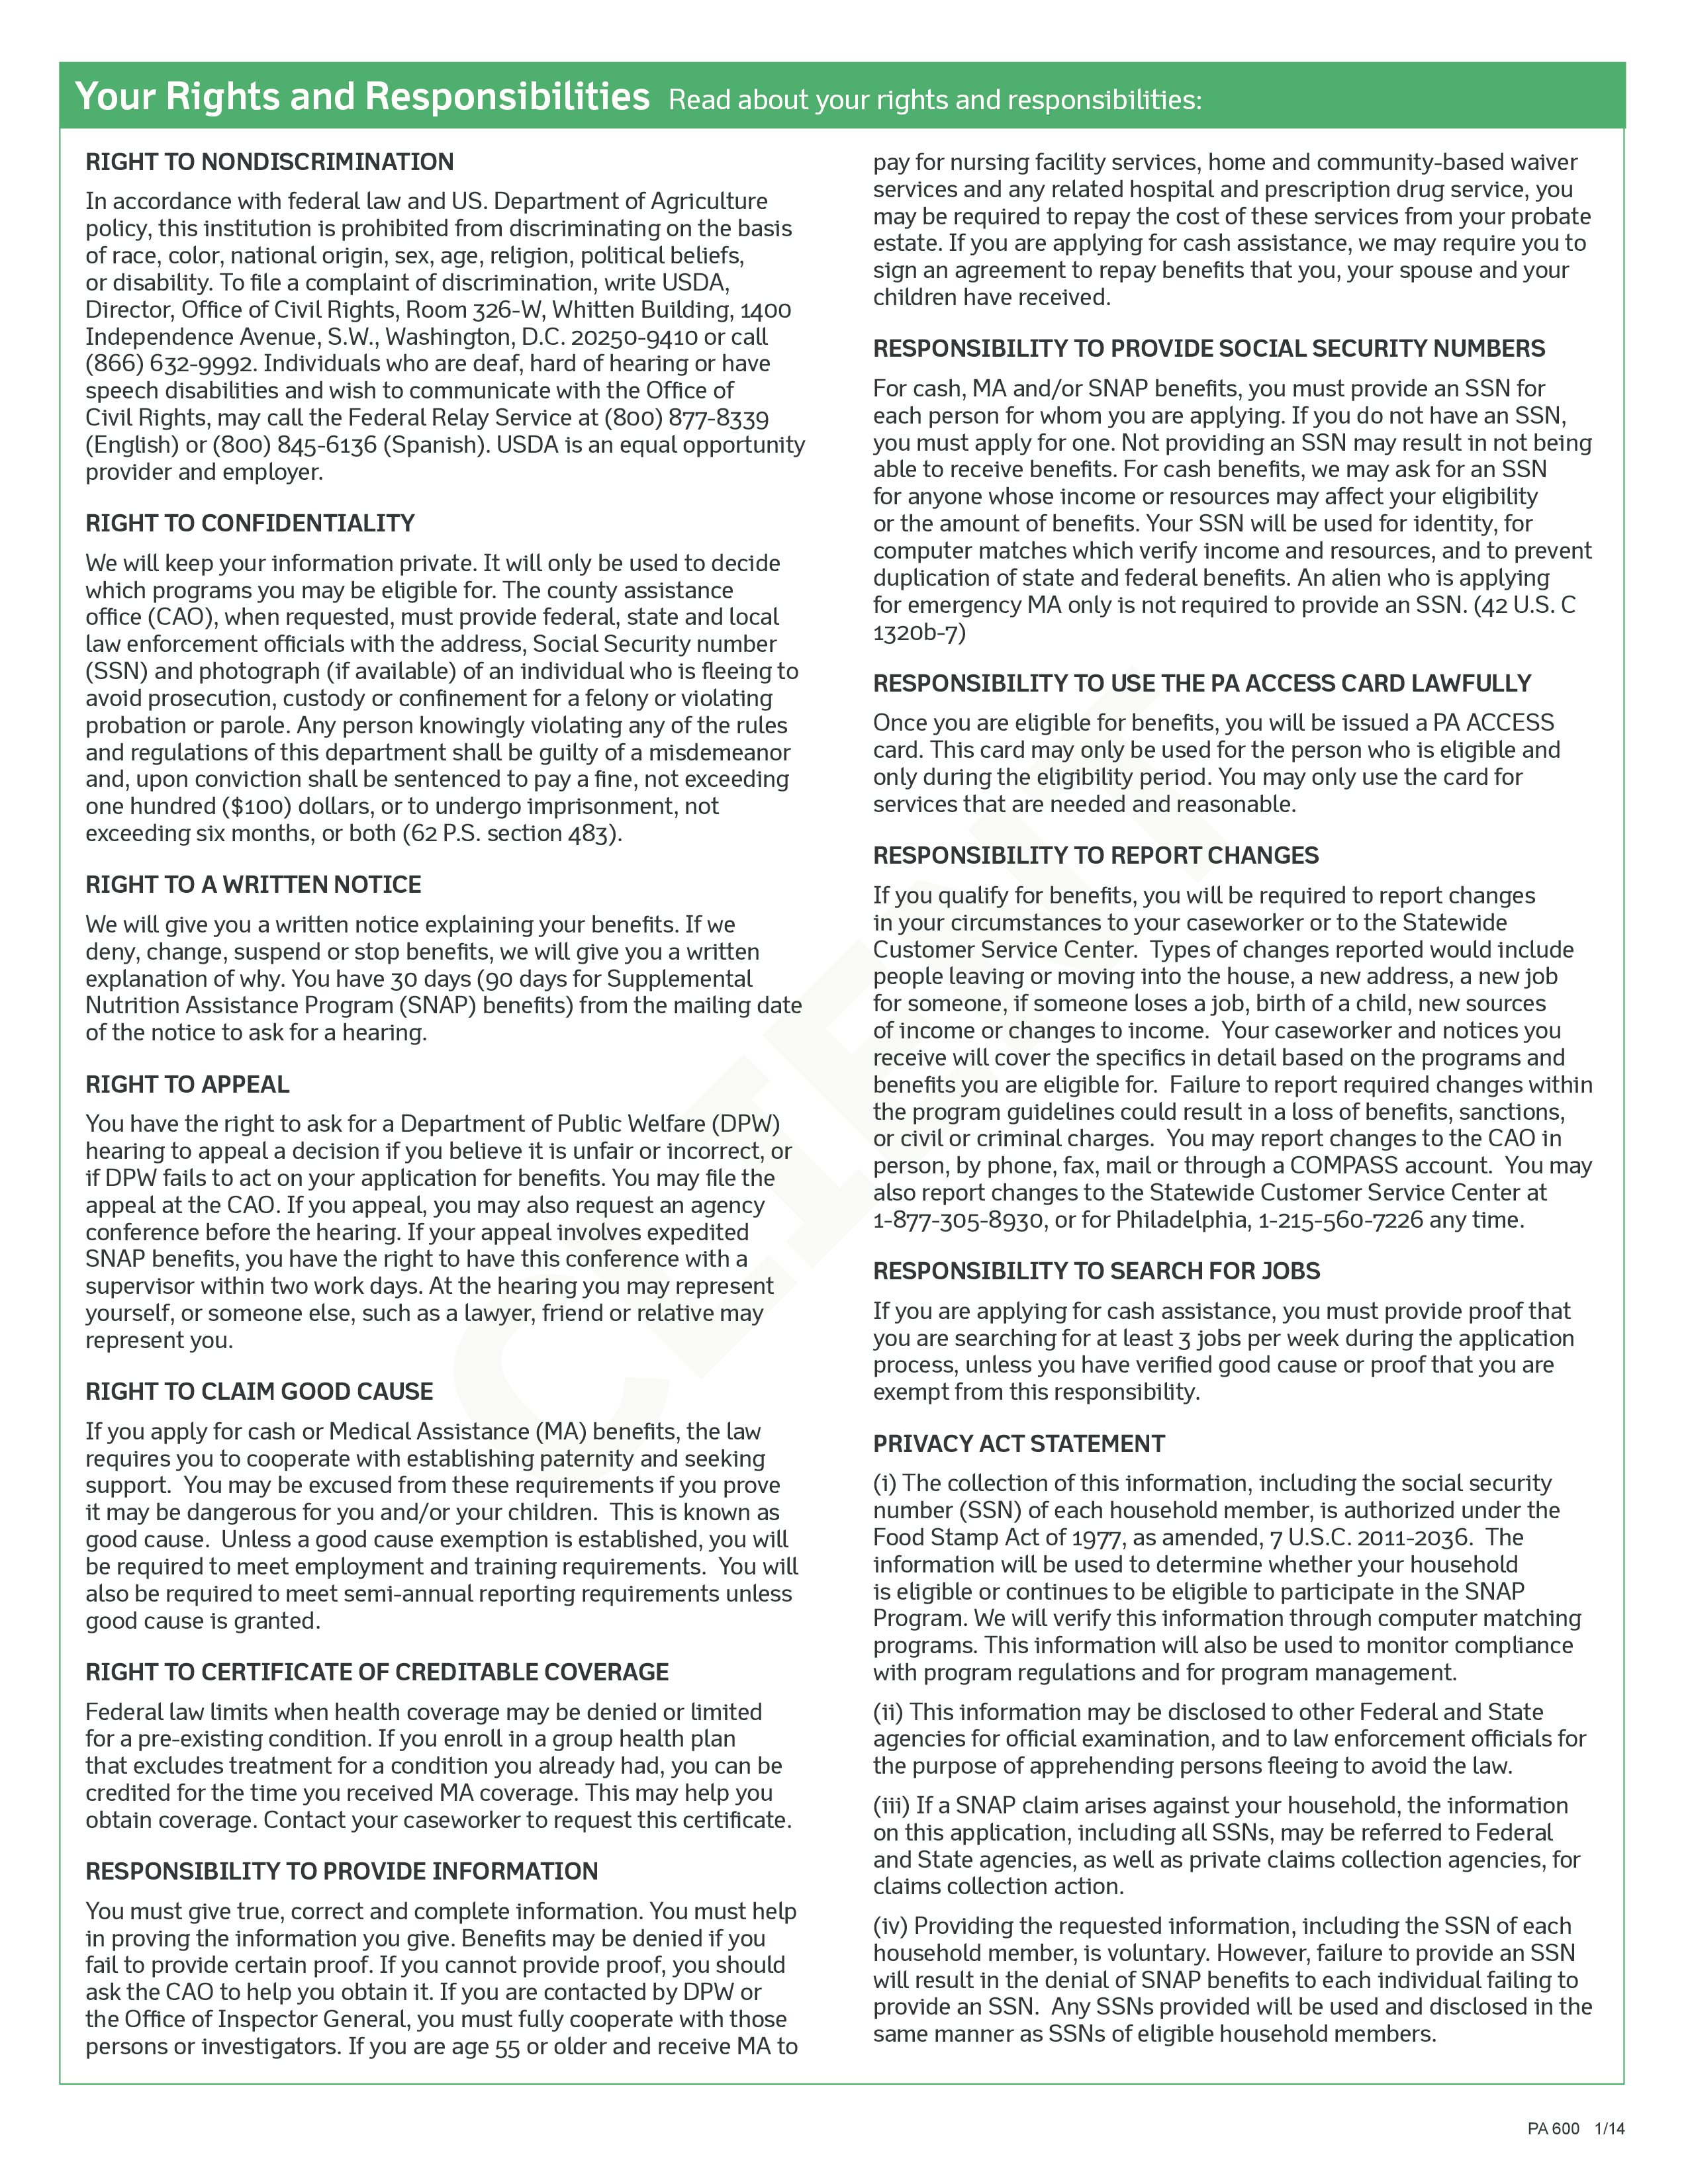 Your Rights and Responsibilities Read about your rights and responsibilities:
RIGHT TO NONDISCRIMINATION
In accordance with federal law and US. Department of Agriculture
policy, this institution is prohibited from discriminating on the basis
of race, color, national origin, sex, age, religion, political beliefs,
or disability. To file a complaint of discrimination, write USDA,
Director, Office of Civil Rights, Room 326-W, Whitten Building, 1400
Independence Avenue, S.W., Washington, D.C. 20250-9410 or call
(866) 632-9992. Individuals who are deaf, hard of hearing or have
speech disabilities and wish to communicate with the Office of
Civil Rights, may call the Federal Relay Service at (800) 877-8339
(English) or (800) 845-6136 (Spanish). USDA is an equal opportunity
provider and employer.
RIGHT TO CONFIDENTIALITY
We will keep your information private. It will only be used to decide
which programs you may be eligible for. The county assistance
office (CAO), when requested, must provide federal, state and local
law enforcement officials with the address, Social Security number
(SSN) and photograph (if available) of an individual who is fleeing to
avoid prosecution, custody or confinement for a felony or violating
probation or parole. Any person knowingly violating any of the rules
and regulations of this department shall be guilty of a misdemeanor
and, upon conviction shall be sentenced to pay a fine, not exceeding
one hundred ($100) dollars, or to undergo imprisonment, not
exceeding six months, or both (62 P.S. section 483).
RIGHT TO A WRITTEN NOTICE
We will give you a written notice explaining your benefits. If we
deny, change, suspend or stop benefits, we will give you a written
explanation of why. You have 30 days (90 days for Supplemental
Nutrition Assistance Program (SNAP) benefits) from the mailing date
of the notice to ask for a hearing.
RIGHT TO APPEAL
You have the right to ask for a Department of Public Welfare (DPW)
hearing to appeal a decision if you believe it is unfair or incorrect, or
if DPW fails to act on your application for benefits. You may file the
appeal at the CAO. If you appeal, you may also request an agency
conference before the hearing. If your appeal involves expedited
SNAP benefits, you have the right to have this conference with a
supervisor within two work days. At the hearing you may represent
yourself, or someone else, such as a lawyer, friend or relative may
represent you.
RIGHT TO CLAIM GOOD CAUSE
If you apply for cash or Medical Assistance (MA) benefits, the law
requires you to cooperate with establishing paternity and seeking
support.  You may be excused from these requirements if you prove
it may be dangerous for you and/or your children.  This is known as
good cause.  Unless a good cause exemption is established, you will
be required to meet employment and training requirements.  You will
also be required to meet semi-annual reporting requirements unless
good cause is granted.
RIGHT TO CERTIFICATE OF CREDITABLE COVERAGE
Federal law limits when health coverage may be denied or limited
for a pre-existing condition. If you enroll in a group health plan
that excludes treatment for a condition you already had, you can be
credited for the time you received MA coverage. This may help you
obtain coverage. Contact your caseworker to request this certificate.
RESPONSIBILITY TO PROVIDE INFORMATION
You must give true, correct and complete information. You must help
in proving the information you give. Benefits may be denied if you
fail to provide certain proof. If you cannot provide proof, you should
ask the CAO to help you obtain it. If you are contacted by DPW or
the Office of Inspector General, you must fully cooperate with those
persons or investigators. If you are age 55 or older and receive MA to
pay for nursing facility services, home and community-based waiver
services and any related hospital and prescription drug service, you
may be required to repay the cost of these services from your probate
estate. If you are applying for cash assistance, we may require you to
sign an agreement to repay benefits that you, your spouse and your
children have received.
RESPONSIBILITY TO PROVIDE SOCIAL SECURITY NUMBERS
For cash, MA and/or SNAP benefits, you must provide an SSN for
each person for whom you are applying. If you do not have an SSN,
you must apply for one. Not providing an SSN may result in not being
able to receive benefits. For cash benefits, we may ask for an SSN
for anyone whose income or resources may affect your eligibility
or the amount of benefits. Your SSN will be used for identity, for
computer matches which verify income and resources, and to prevent
duplication of state and federal benefits. An alien who is applying
for emergency MA only is not required to provide an SSN. (42 U.S. C
1320b-7)
RESPONSIBILITY TO USE THE PA ACCESS CARD LAWFULLY
Once you are eligible for benefits, you will be issued a PA ACCESS
card. This card may only be used for the person who is eligible and
only during the eligibility period. You may only use the card for
services that are needed and reasonable.
RESPONSIBILITY TO REPORT CHANGES
If you qualify for benefits, you will be required to report changes
in your circumstances to your caseworker or to the Statewide
Customer Service Center.  Types of changes reported would include
people leaving or moving into the house, a new address, a new job
for someone, if someone loses a job, birth of a child, new sources
of income or changes to income.  Your caseworker and notices you
receive will cover the specifics in detail based on the programs and
benefits you are eligible for.  Failure to report required changes within
the program guidelines could result in a loss of benefits, sanctions,
or civil or criminal charges.  You may report changes to the CAO in
person, by phone, fax, mail or through a COMPASS account.  You may
also report changes to the Statewide Customer Service Center at
1-877-305-8930, or for Philadelphia, 1-215-560-7226 any time.
RESPONSIBILITY TO SEARCH FOR JOBS
If you are applying for cash assistance, you must provide proof that
you are searching for at least 3 jobs per week during the application
process, unless you have verified good cause or proof that you are
exempt from this responsibility.
PRIVACY ACT STATEMENT
(i) The collection of this information, including the social security
number (SSN) of each household member, is authorized under the
Food Stamp Act of 1977, as amended, 7 U.S.C. 2011-2036.  The
information will be used to determine whether your household
is eligible or continues to be eligible to participate in the SNAP
Program. We will verify this information through computer matching
programs. This information will also be used to monitor compliance
with program regulations and for program management.
(ii) This information may be disclosed to other Federal and State
agencies for official examination, and to law enforcement officials for
the purpose of apprehending persons fleeing to avoid the law.
(iii) If a SNAP claim arises against your household, the information
on this application, including all SSNs, may be referred to Federal
and State agencies, as well as private claims collection agencies, for
claims collection action.
(iv) Providing the requested information, including the SSN of each
household member, is voluntary. However, failure to provide an SSN
will result in the denial of SNAP benefits to each individual failing to
provide an SSN.  Any SSNs provided will be used and disclosed in the
same manner as SSNs of eligible household members.
CLIENT
PA 600 1/14